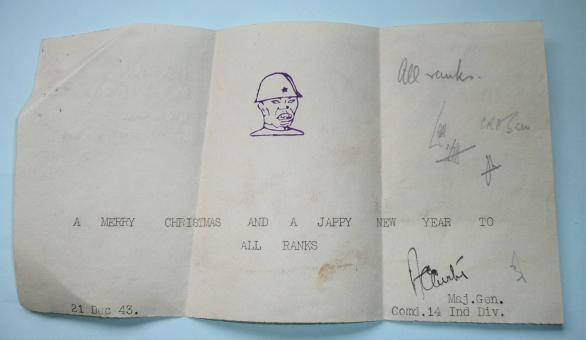 All ranks.
A MERRY CHRISTMAS AND A JAPPY NEW YEAR TO
ALL RANKS
21 Dec 43.
Maj.Gen.
Comd.14 Ind Div.